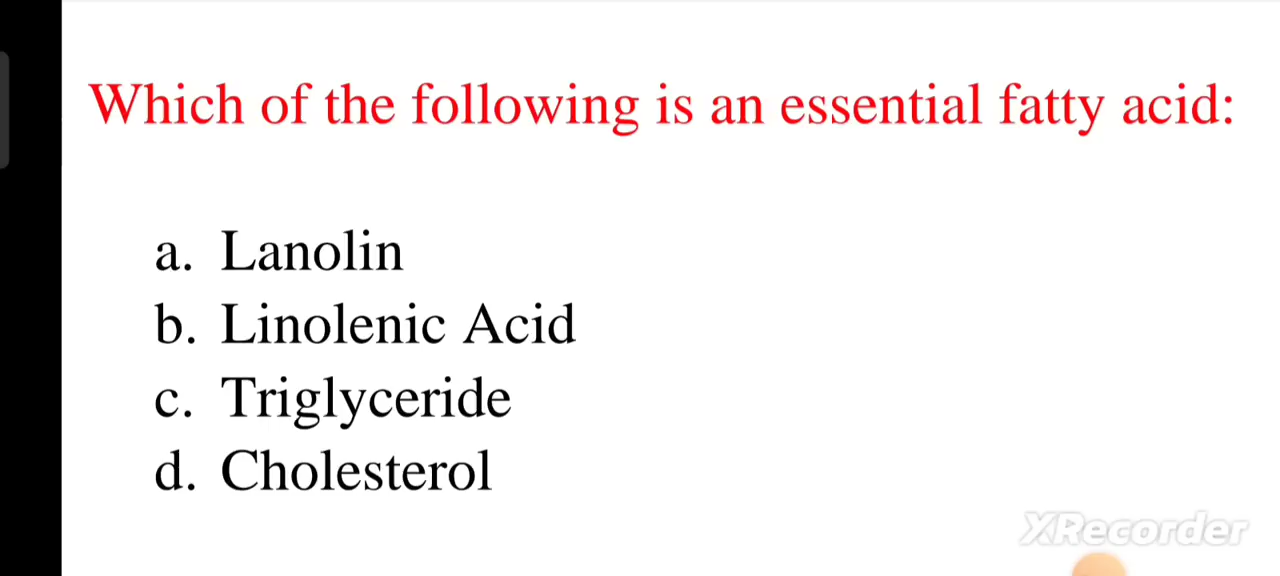 Which of the following is an essential fatty acid:
a. Lanolin
b. Linolenic Acid
c. Triglyceride
d. Cholesterol
XRecorder